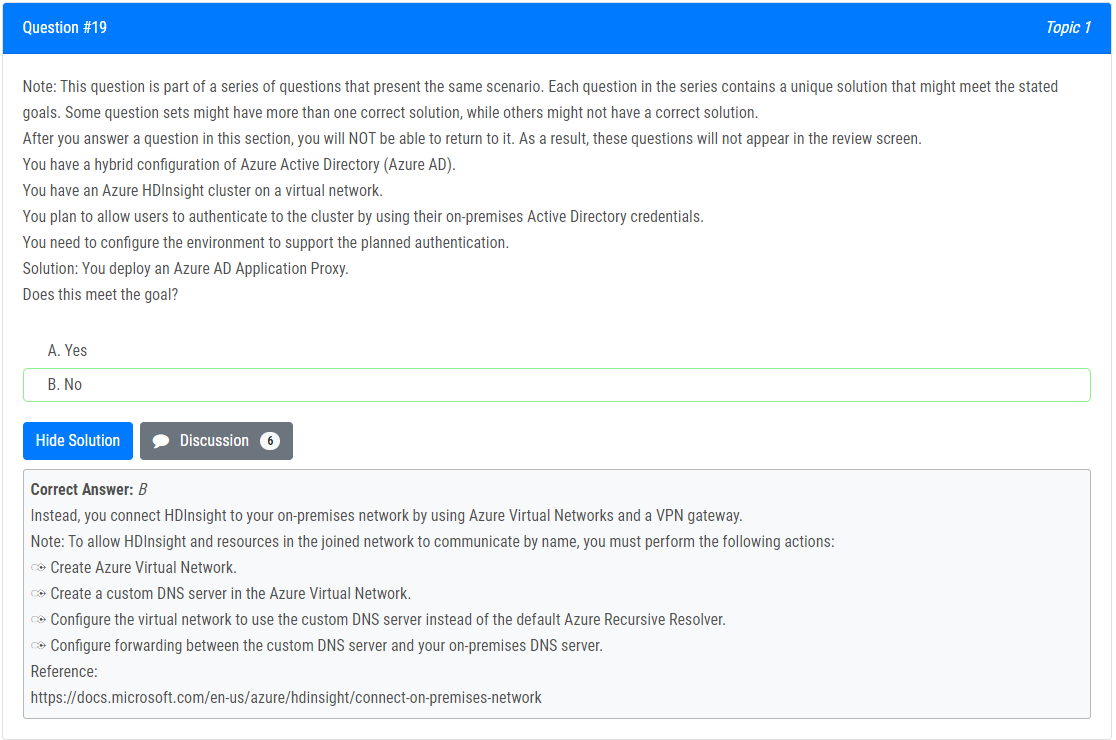 Question #19
Topic 1
Note: This question is part of a series of questions that present the same scenario. Each question in the series contains a unique solution that might meet the stated
goals. Some question sets might have more than one correct solution, while others might not have a correct solution.
After you answer a question in this section, you will NOT be able to return to it. As a result, these questions will not appear in the review screen.
You have a hybrid configuration of Azure Active Directory (Azure AD).
You have an Azure HDInsight cluster on a virtual network.
You plan to allow users to authenticate to the cluster by using their on-premises Active Directory credentials.
You need to configure the environment to support the planned authentication.
Solution: You deploy an Azure AD Application Proxy.
Does this meet the goal?
A. Yes
B. No
Hide Solution
Discussion 6
Correct Answer: B
Instead, you connect HDInsight to your on-premises network by using Azure Virtual Networks and a VPN gateway.
Note: To allow HDInsight and resources in the joined network to communicate by name, you must perform the following actions:
Create Azure Virtual Network.
Create a custom DNS server in the Azure Virtual Network.
Configure the virtual network to use the custom DNS server instead of the default Azure Recursive Resolver.
Configure forwarding between the custom DNS server and your on-premises DNS server.
Reference:
https://docs.microsoft.com/en-us/azure/hdinsight/connect-on-premises-network